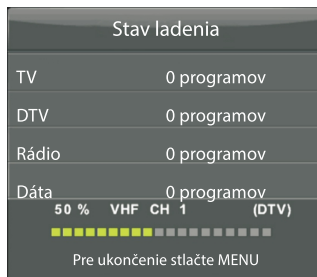 Stav ladenia
TV 0 programov
DTV 0 programov
Rádio 0 programov
Dáta 0 programov
50 % VHF CH 1 (DTV)
Pre ukončenie stlačte MENU